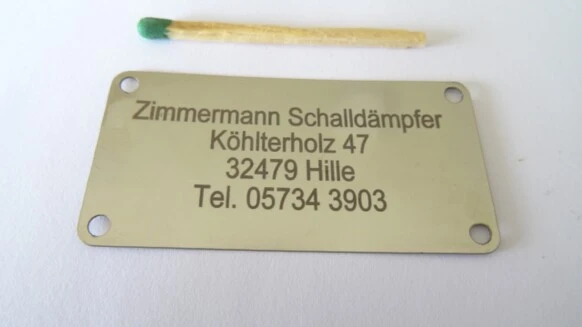 Zimmermann Schalldämpfer
Köhlterholz 47
32479 Hille
Tel. 05734 3903